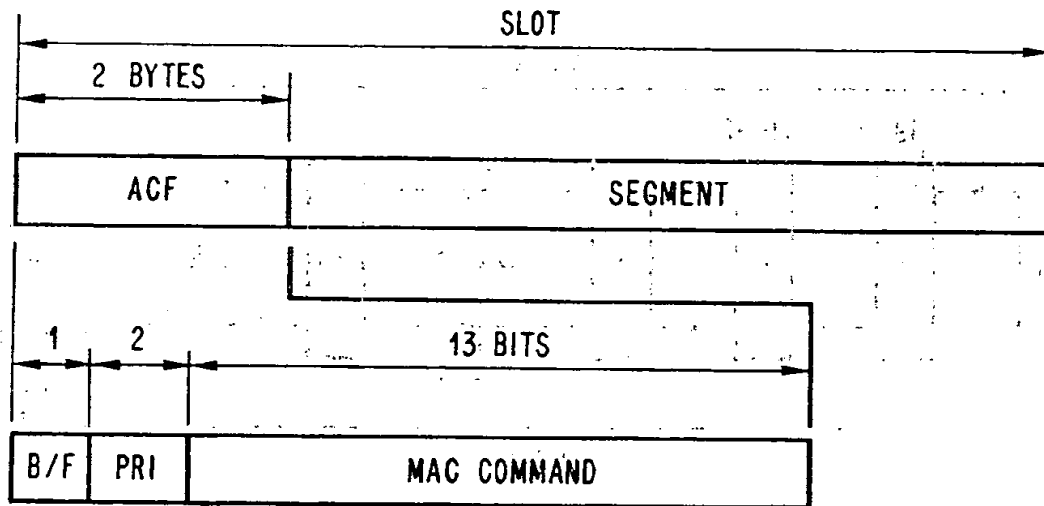 SLOT
2 BYTES
ACF SEGMENT
1 2 13 BITS
B/F PRI MAC COMMAND